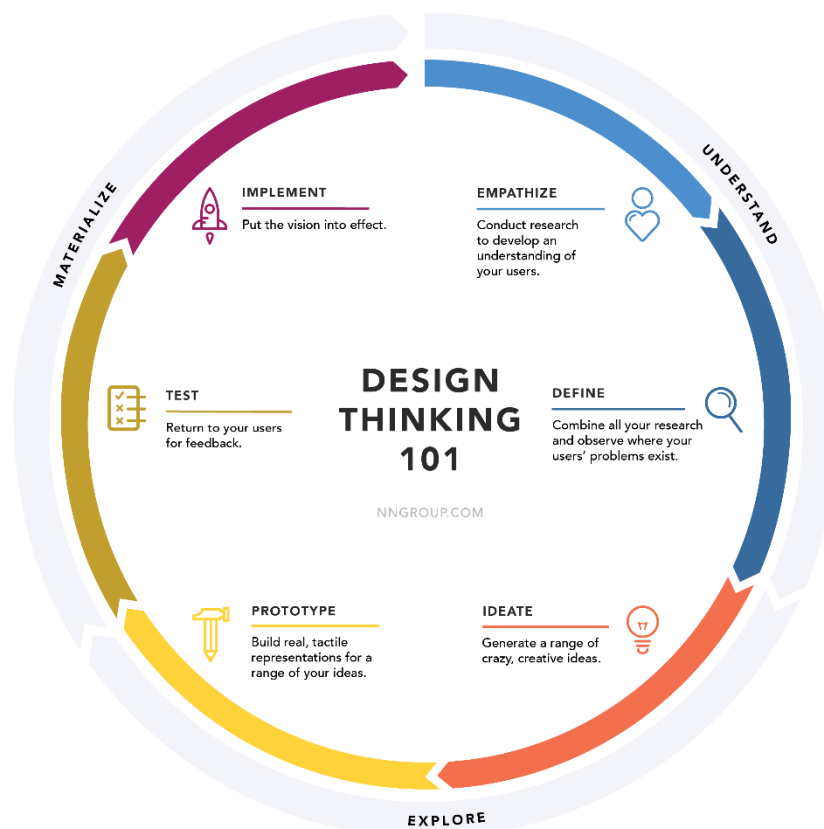 DESIGN
THINKING
101
NNGROUP.COM
UNDERSTAND
EMPATHIZE
Conduct research
to develop an
understanding of
your users.
DEFINE
Combine all your research
and observe where your
users’ problems exist.
EXPLORE
IDEATE
Generate a range of
crazy, creative ideas.
PROTOTYPE
Build real, tactile
representations for a
range of your ideas.
MATERIALIZE
TEST
Return to your users
for feedback.
IMPLEMENT
Put the vision into effect.